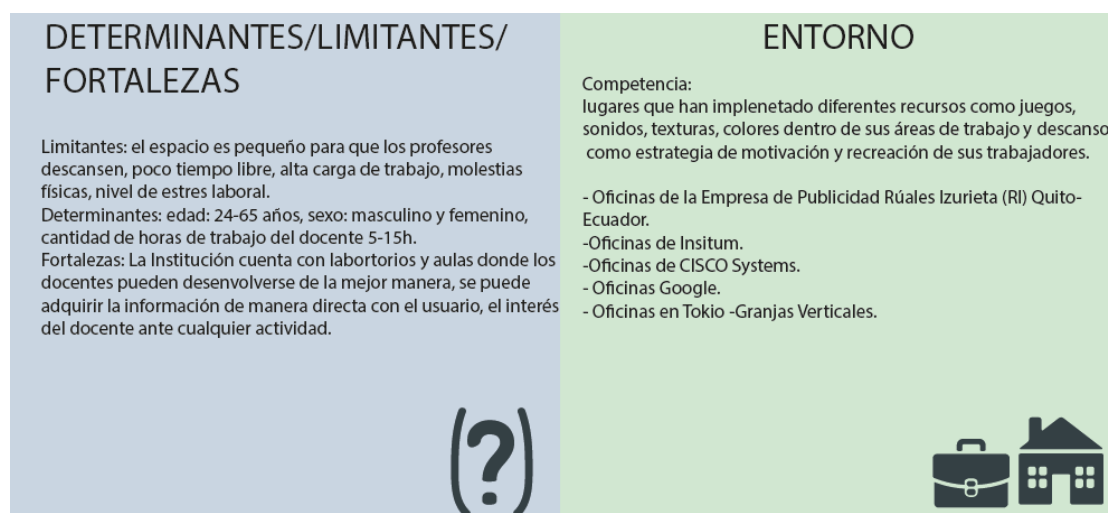 DETERMINANTES/LIMITANTES/
FORTALEZAS
Limitantes: el espacio es pequeño para que los profesores
descansen, poco tiempo libre, alta carga de trabajo, molestias
físicas, nivel de estres laboral.
Determinantes: edad: 24-65 años, sexo: masculino y femenino,
cantidad de horas de trabajo del docente 5-15h.
Fortalezas: La Institución cuenta con labortorios y aulas donde los
docentes pueden desenvolverse de la mejor manera, se puede
adquirir la información de manera directa con el usuario, el interés
del docente ante cualquier actividad.
(?)
ENTORNO
Competencia:
lugares que han implenetado diferentes recursos como juegos,
sonidos, texturas, colores dentro de sus áreas de trabajo y descanso
como estrategia de motivación y recreación de sus trabajadores.
- Oficinas de la Empresa de Publicidad Rúales Izurieta (RI) Quito-
Ecuador.
-Oficinas de Insitum.
-Oficinas de CISCO Systems.
- Oficinas Google.
- Oficinas en Tokio -Granjas Verticales.